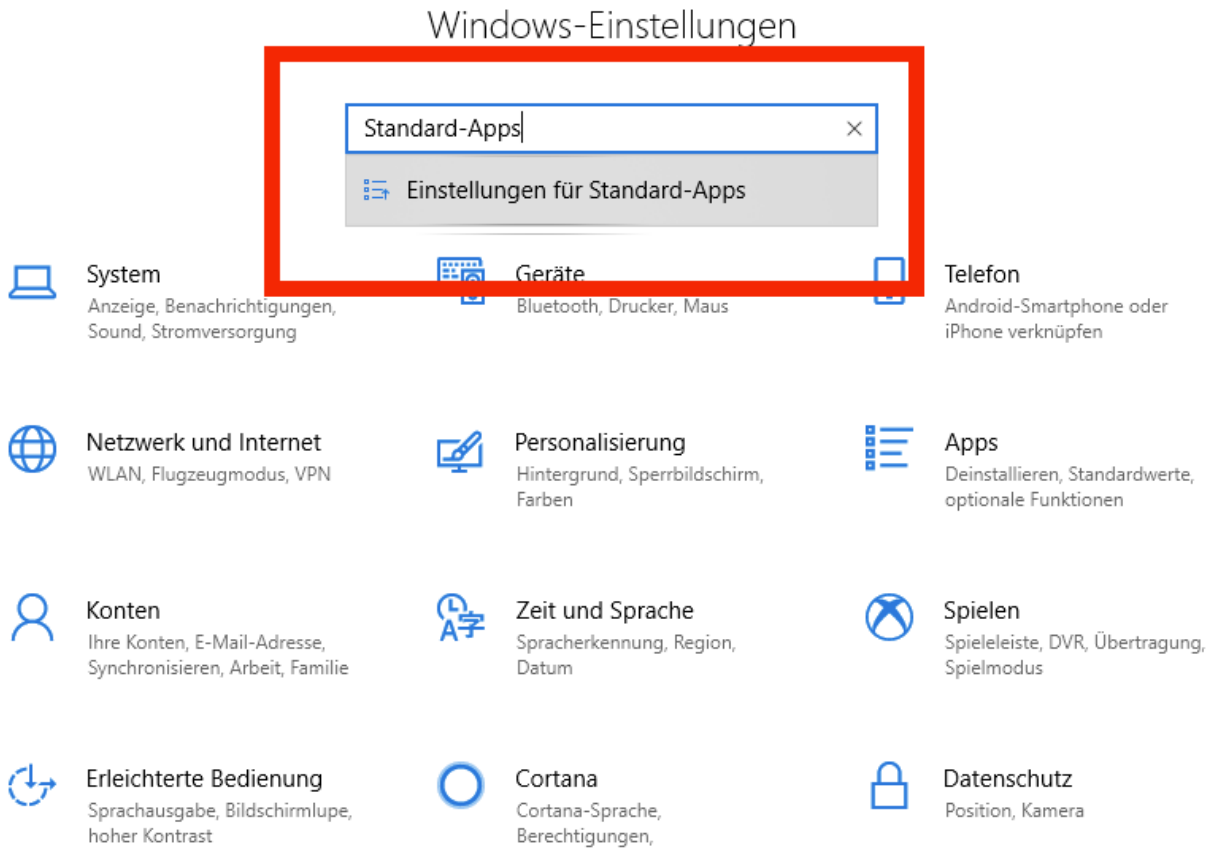 Windows-Einstellungen
Standard-Apps
Einstellungen für Standard-Apps
System
Anzeige, Benachrichtigungen,
Sound, Stromversorgung
Geräte
Bluetooth, Drucker, Maus
Telefon
Android-Smartphone oder
iPhone verknüpfen
Netzwerk und Internet
WLAN, Flugzeugmodus, VPN
Personalisierung
Hintergrund, Sperrbildschirm,
Farben
Apps
Deinstallieren, Standardwerte,
optionale Funktionen
Konten
Ihre Konten, E-Mail-Adresse,
Synchronisieren, Arbeit, Familie
Zeit und Sprache
Spracherkennung, Region,
Datum
Spielen
Spieleleiste, DVR, Übertragung,
Spielmodus
Erleichterte Bedienung
Sprachausgabe, Bildschirmlupe,
hoher Kontrast
Cortana
Cortana-Sprache,
Berechtigungen,
Datenschutz
Position, Kamera